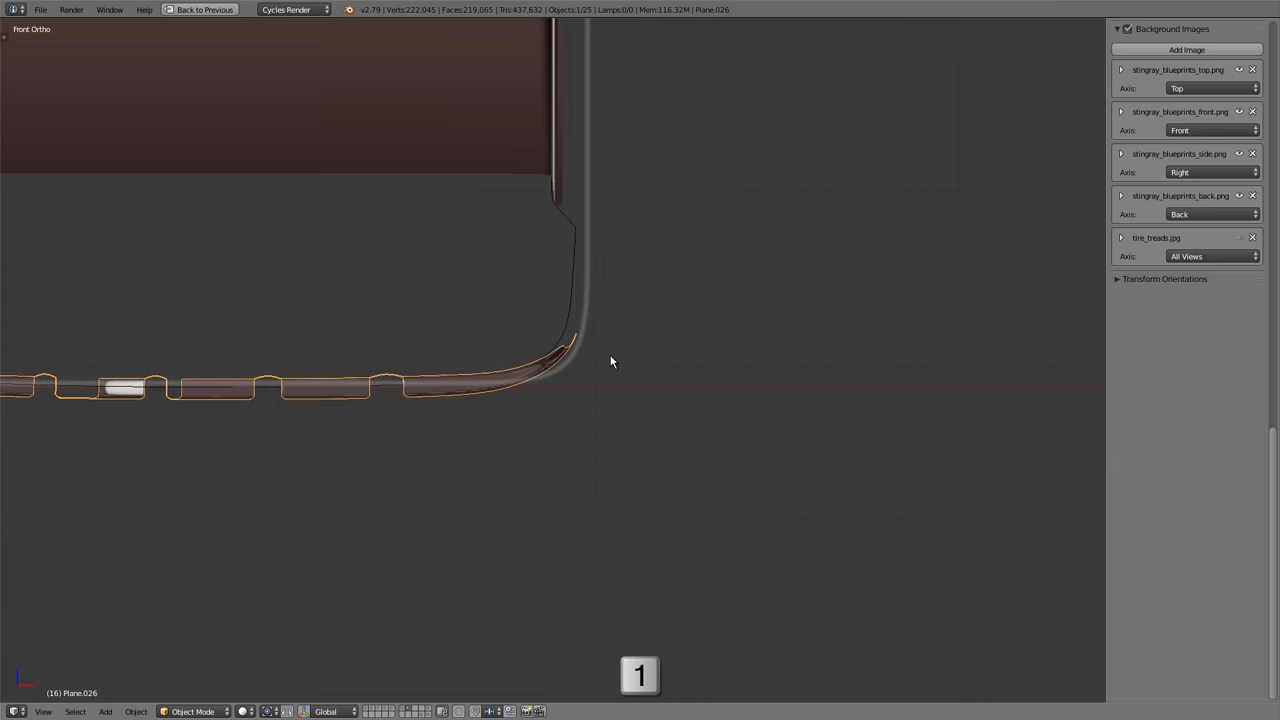 File Render Window Help Back to Previous Cycles Render v2.79 | Verts:222,045 | Faces:219,065 | Tris:437,632 | Objects:1/25 | Lamps:0/0 | Mem:116.32M | Plane.026
Front Ortho
Background Images
Add Image
stingray_blueprints_top.png
Axis: Top
stingray_blueprints_front.png
Axis: Front
stingray_blueprints_side.png
Axis: Right
stingray_blueprints_back.png
Axis: Back
tire_treads.jpg
Axis: All Views
Transform Orientations
1
(16) Plane.026
View Select Add Object Object Mode Global